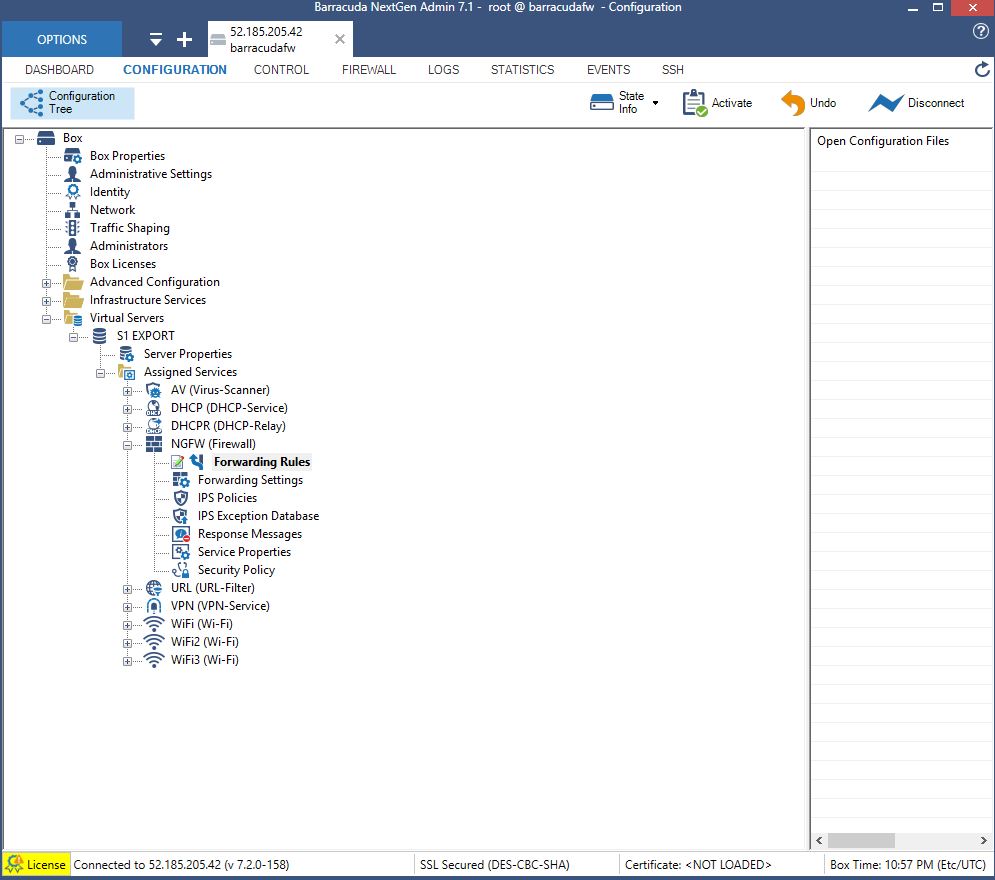 Barracuda NextGen Admin 7.1 - root @ barracudafw - Configuration
OPTIONS
52.185.205.42
barracudafw
DASHBOARD CONFIGURATION CONTROL FIREWALL LOGS STATISTICS EVENTS SSH
Configuration
Tree
State
Info
Activate
Undo
Disconnect
Box
Box Properties
Administrative Settings
Identity
Network
Traffic Shaping
Administrators
Box Licenses
Advanced Configuration
Infrastructure Services
Virtual Servers
S1 EXPORT
Server Properties
Assigned Services
AV (Virus-Scanner)
DHCP (DHCP-Service)
DHCPR (DHCP-Relay)
NGFW (Firewall)
Forwarding Rules
Forwarding Settings
IPS Policies
IPS Exception Database
Response Messages
Service Properties
Security Policy
URL (URL-Filter)
VPN (VPN-Service)
WiFi (Wi-Fi)
WiFi2 (Wi-Fi)
WiFi3 (Wi-Fi)
Open Configuration Files
License Connected to 52.185.205.42 (v 7.2.0-158) SSL Secured (DES-CBC-SHA) Certificate: <NOT LOADED> Box Time: 10:57 PM (Etc/UTC)